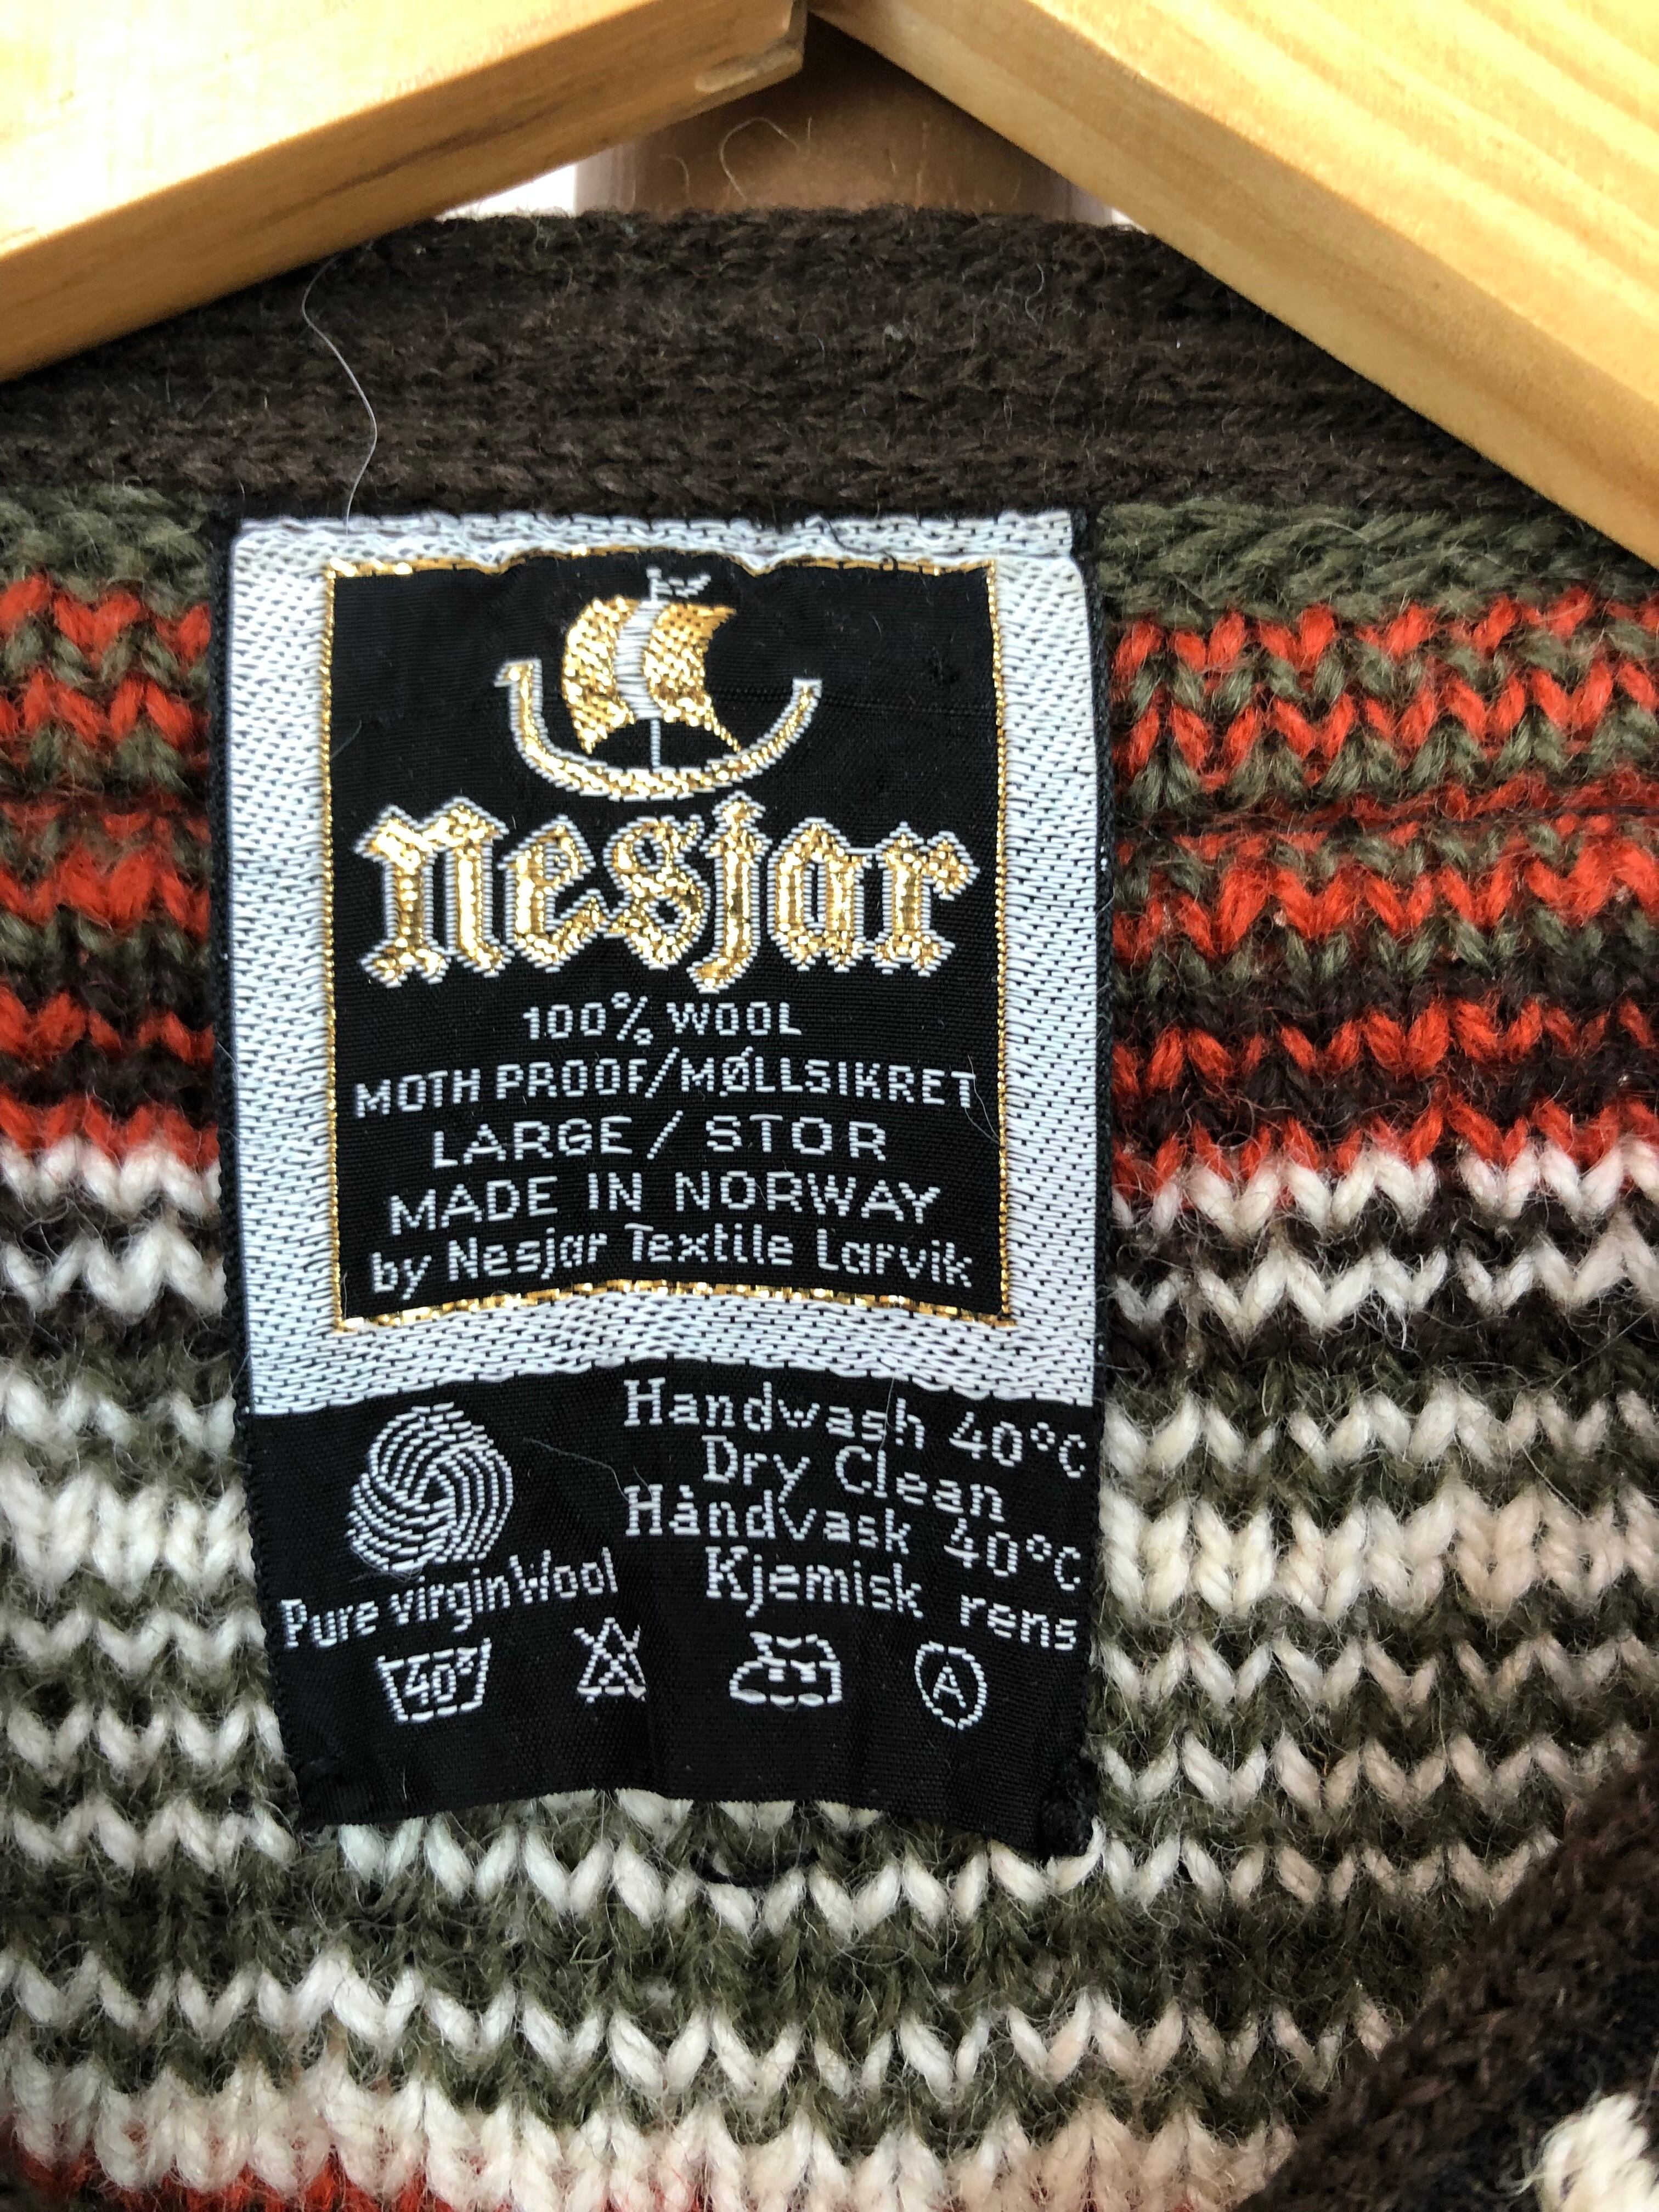 Nesjar
100% WOOL
MOTH PROOF/MØLLSIKRET
LARGE / STOR
MADE IN NORWAY
by Nesjar Textile Larvik
Handwash 40°C
Dry Clean
Hàndvask 40°C
Kjemisk rens
Pure Virgin Wool
40°
A